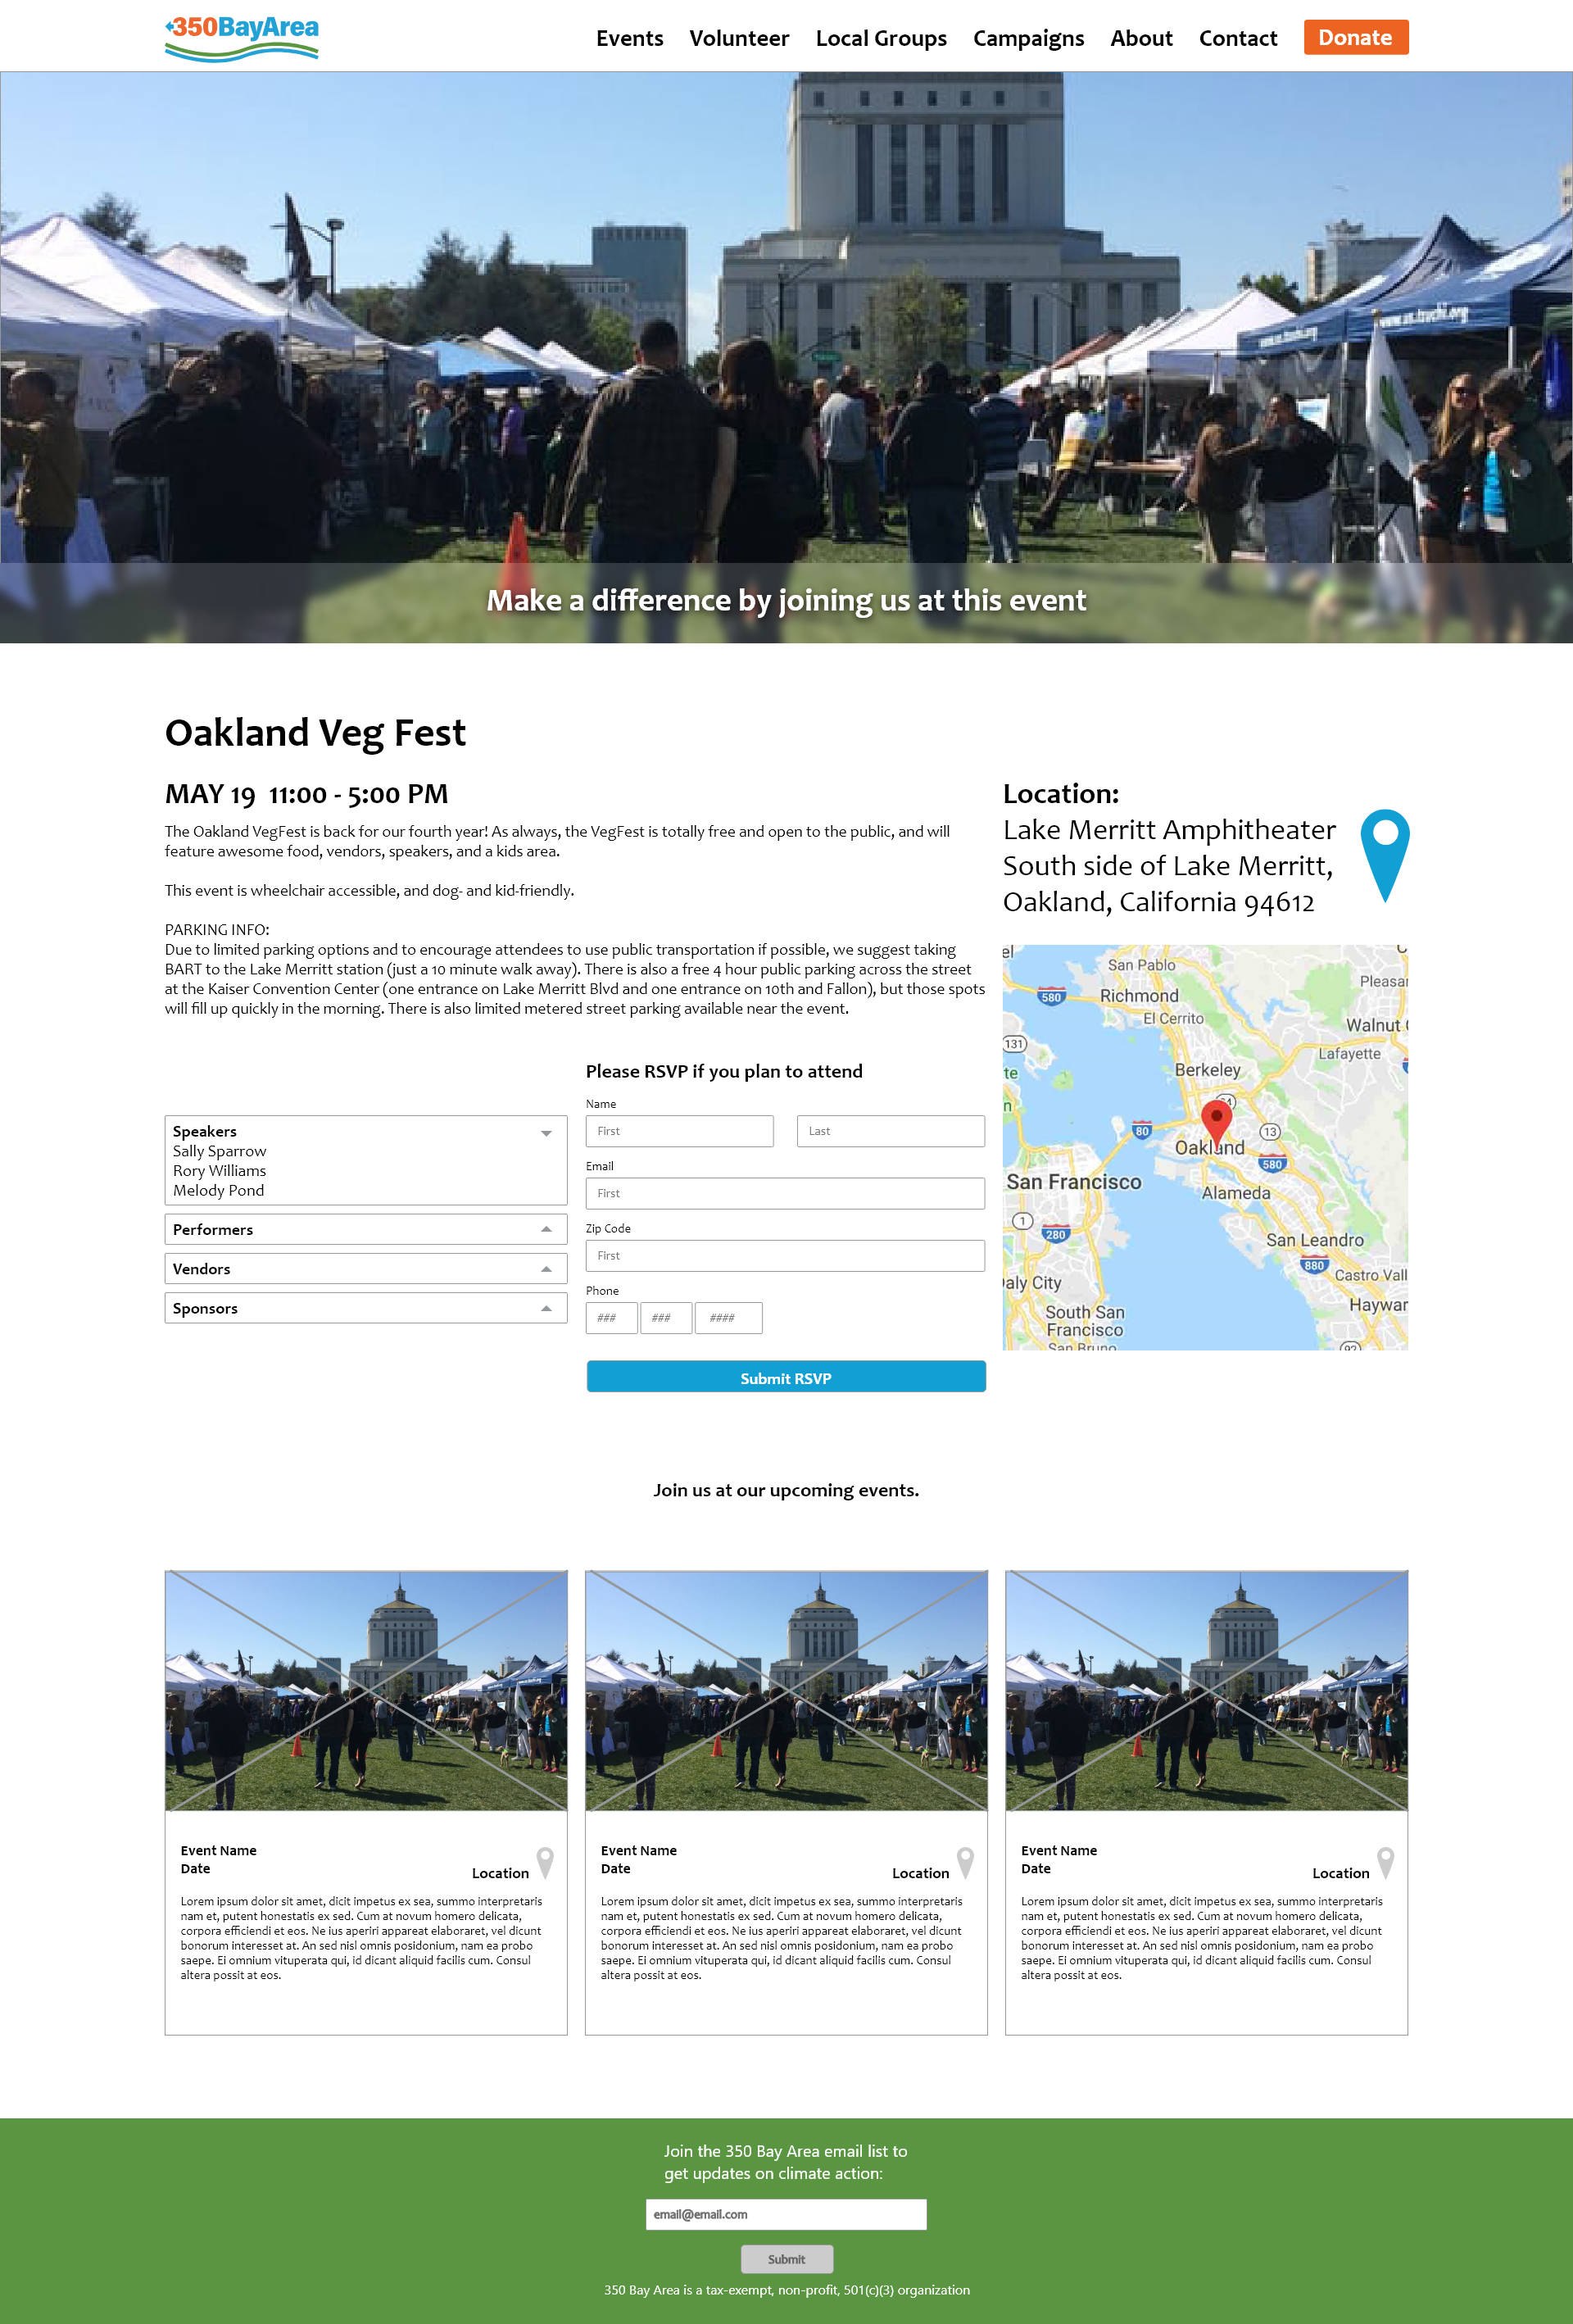 350BayArea
Events Volunteer Local Groups Campaigns About Contact Donate
Make a difference by joining us at this event
Oakland Veg Fest
MAY 19 11:00 - 5:00 PM
The Oakland VegFest is back for our fourth year! As always, the VegFest is totally free and open to the public, and will
feature awesome food, vendors, speakers, and a kids area.
This event is wheelchair accessible, and dog- and kid-friendly.
PARKING INFO:
Due to limited parking options and to encourage attendees to use public transportation if possible, we suggest taking
BART to the Lake Merritt station (just a 10 minute walk away). There is also a free 4 hour public parking across the street
at the Kaiser Convention Center (one entrance on Lake Merritt Blvd and one entrance on 10th and Fallon), but those spots
will fill up quickly in the morning. There is also limited metered street parking available near the event.
Location:
Lake Merritt Amphitheater
South side of Lake Merritt,
Oakland, California 94612
San Pablo
Pleasan
580
Richmond
El Cerrito
Walnut C
131
Lafayette
Berkeley
80
13
Oakland
580
San Francisco
Alameda
1
280
San Leandro
880
Castro Vall
Daly City
Haywar
South San
Francisco
San Bruno
92
Speakers
Sally Sparrow
Rory Williams
Melody Pond
Performers
Vendors
Sponsors
Please RSVP if you plan to attend
Name
First Last
Email
First
Zip Code
First
Phone
### ### ####
Submit RSVP
Join us at our upcoming events.
Event Name
Date
Location
Lorem ipsum dolor sit amet, dicit impetus ex sea, summo interpretaris
nam et, putent honestatis ex sed. Cum at novum homero delicata,
corpora efficiendi et eos. Ne ius aperiri appareat elaboraret, vel dicunt
bonorum interesset at. An sed nisl omnis posidonium, nam ea probo
saepe. Ei omnium vituperata qui, id dicant aliquid facilis cum. Consul
altera possit at eos.
Event Name
Date
Location
Lorem ipsum dolor sit amet, dicit impetus ex sea, summo interpretaris
nam et, putent honestatis ex sed. Cum at novum homero delicata,
corpora efficiendi et eos. Ne ius aperiri appareat elaboraret, vel dicunt
bonorum interesset at. An sed nisl omnis posidonium, nam ea probo
saepe. Ei omnium vituperata qui, id dicant aliquid facilis cum. Consul
altera possit at eos.
Event Name
Date
Location
Lorem ipsum dolor sit amet, dicit impetus ex sea, summo interpretaris
nam et, putent honestatis ex sed. Cum at novum homero delicata,
corpora efficiendi et eos. Ne ius aperiri appareat elaboraret, vel dicunt
bonorum interesset at. An sed nisl omnis posidonium, nam ea probo
saepe. Ei omnium vituperata qui, id dicant aliquid facilis cum. Consul
altera possit at eos.
Join the 350 Bay Area email list to
get updates on climate action:
email@email.com
Submit
350 Bay Area is a tax-exempt, non-profit, 501(c)(3) organization